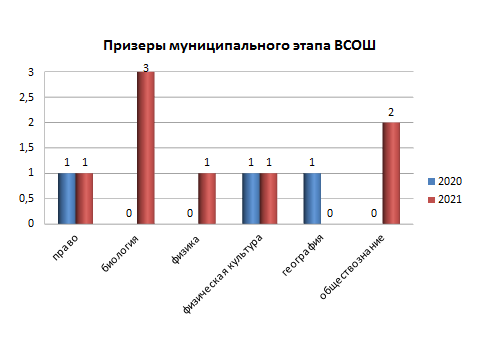 Призеры муниципального этапа ВСОШ
3
2,5
2
1,5
1
0,5
0
1 1
0 3
0 1
1 1
1 0
0 2
право
биология
физика
физическая культура
география
обществознание
2020
2021